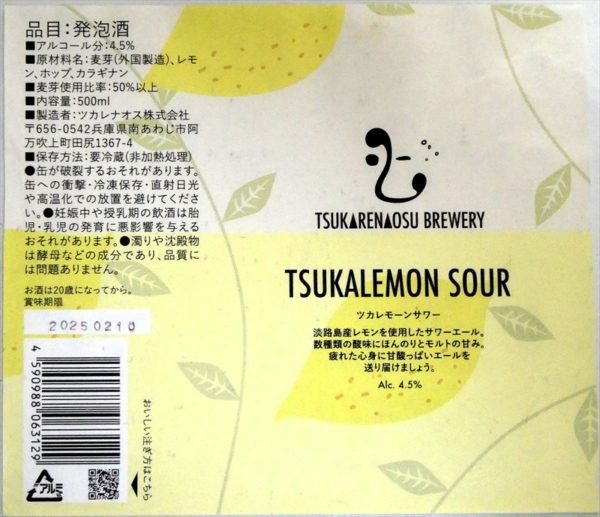 品目:発泡酒
■アルコール分:4.5%
■原材料名:麦芽(外国製造)、レモ
ン、ホップ、カラギナン
■麦芽使用比率:50%以上
■内容量:500ml
■製造者:ツカレナオス株式会社
〒656-0542兵庫県南あわじ市阿
万吹上町田尻1367-4
■保存方法:要冷蔵(非加熱処理)
●缶が破裂するおそれがあります。
缶への衝撃・冷凍保存・直射日光
や高温化での放置を避けてくださ
い。●妊娠中や授乳期の飲酒は胎
児・乳児の発育に悪影響を与える
おそれがあります。●濁りや沈殿物
は酵母などの成分であり、品質に
は問題ありません。
お酒は20歳になってから。
賞味期限
20250210
4 590988 063129
アルミ
おいしい注ぎ方はこちら
TSUKARENAOSU BREWERY
TSUKALEMON SOUR
ツカレモーンサワー
淡路島産レモンを使用したサワーエール。
数種類の酸味にほんのりとモルトの甘み。
疲れた心身に甘酸っぱいエールを
送り届けましょう。
Alc. 4.5%